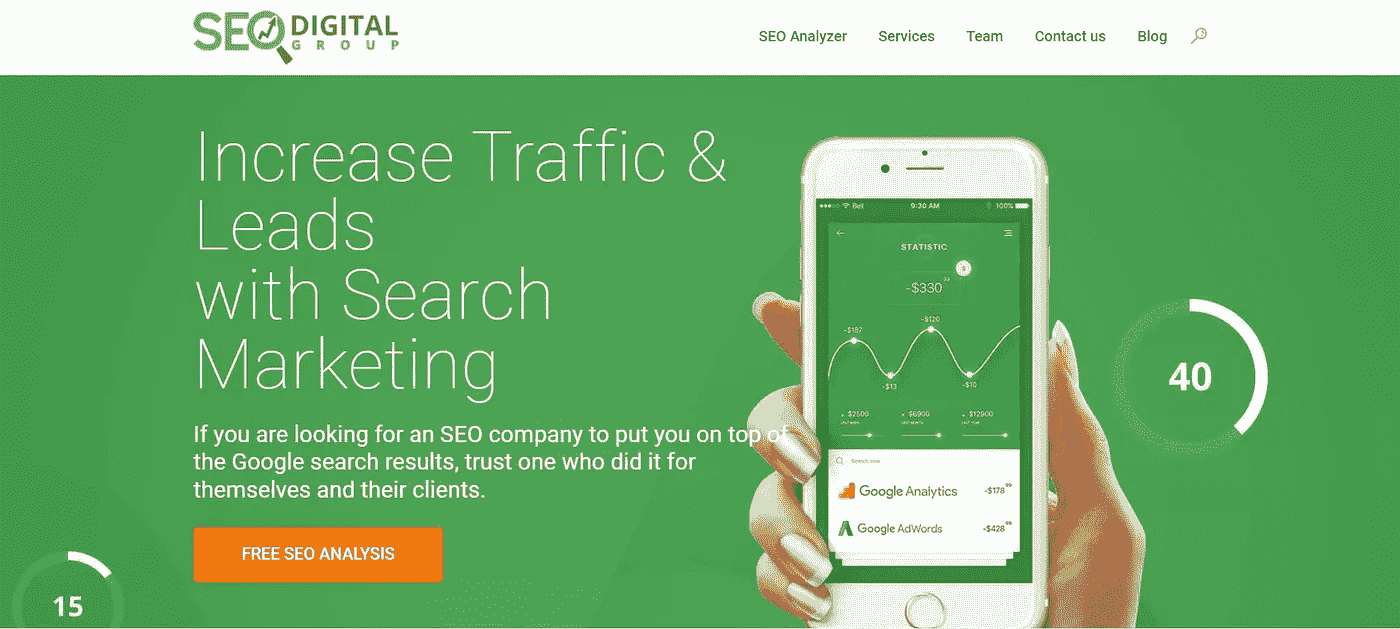 SEO DIGITAL
GROUP
SEO Analyzer Services Team Contact us Blog
Increase Traffic &
Leads
with Search
Marketing
If you are looking for an SEO company to put you on top of
the Google search results, trust one who did it for
themselves and their clients.
FREE SEO ANALYSIS
15
Bell 9:30 AM 100%
STATISTIC
$
-$330
-$120
-$187
-$13 -$10
$2500 $6900 $12900
Search now
Google Analytics -$178
Google AdWords -$428
40